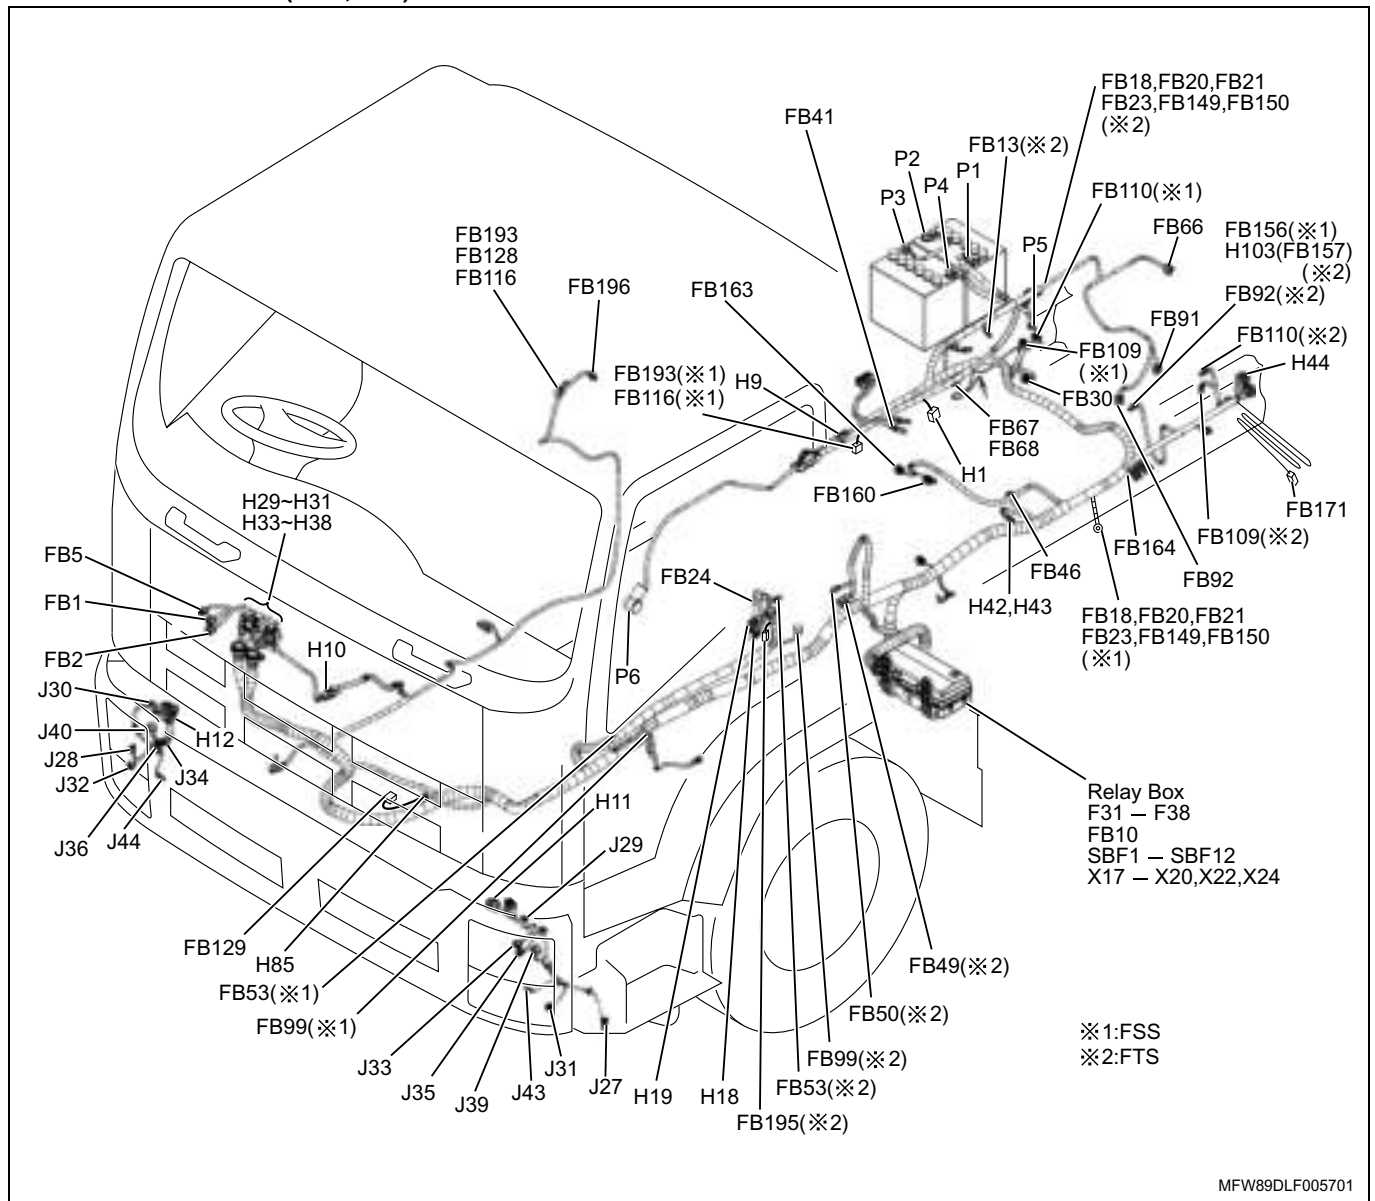 FB18,FB20,FB21
FB23,FB149,FB150
(※2)
FB41
FB13(※2)
P2
P1
P4
P3
FB110(※1)
FB66
FB156(※1)
H103(FB157)
(※2)
P5
FB193
FB128
FB116
FB196
FB163
FB92(※2)
FB91
FB110(※2)
FB109
(※1)
H44
FB193(※1)
FB116(※1)
H9
FB30
FB67
FB68
H1
FB160
H29~H31
H33~H38
FB171
FB109(※2)
FB164
FB5
FB46
FB92
FB24
FB1
H42,H43
FB18,FB20,FB21
FB23,FB149,FB150
(※1)
FB2
H10
P6
J30
J40
H12
J28
J32
J34
J36
J44
Relay Box
F31 – F38
FB10
SBF1 – SBF12
X17 – X20,X22,X24
H11
J29
FB129
H85
FB53(※1)
FB99(※1)
FB49(※2)
FB50(※2)
※1:FSS
※2:FTS
J33
J31
J35
J43
J27
J39
H19
H18
FB99(※2)
FB53(※2)
FB195(※2)
MFW89DLF005701